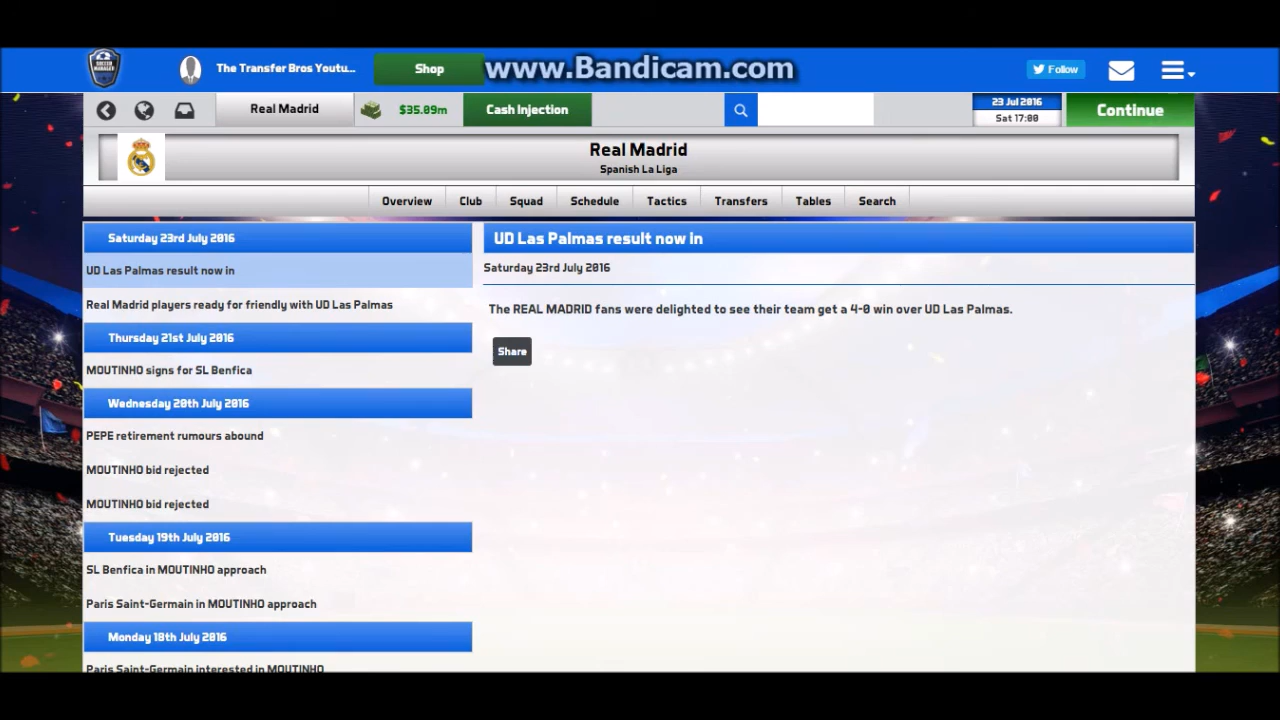 www.Bandicam.com
The Transfer Bros Youtu...
Shop
Follow
Real Madrid
$35.89m
Cash Injection
23 Jul 2016
Sat 17:00
Continue
Real Madrid
Spanish La Liga
Overview
Club
Squad
Schedule
Tactics
Transfers
Tables
Search
Saturday 23rd July 2016
UD Las Palmas result now in
Real Madrid players ready for friendly with UD Las Palmas
Thursday 21st July 2016
MOUTINHO signs for SL Benfica
Wednesday 20th July 2016
PEPE retirement rumours abound
MOUTINHO bid rejected
MOUTINHO bid rejected
Tuesday 19th July 2016
SL Benfica in MOUTINHO approach
Paris Saint-Germain in MOUTINHO approach
Monday 18th July 2016
Paris Saint-Germain interested in MOUTINHO
UD Las Palmas result now in
Saturday 23rd July 2016
The REAL MADRID fans were delighted to see their team get a 4-0 win over UD Las Palmas.
Share